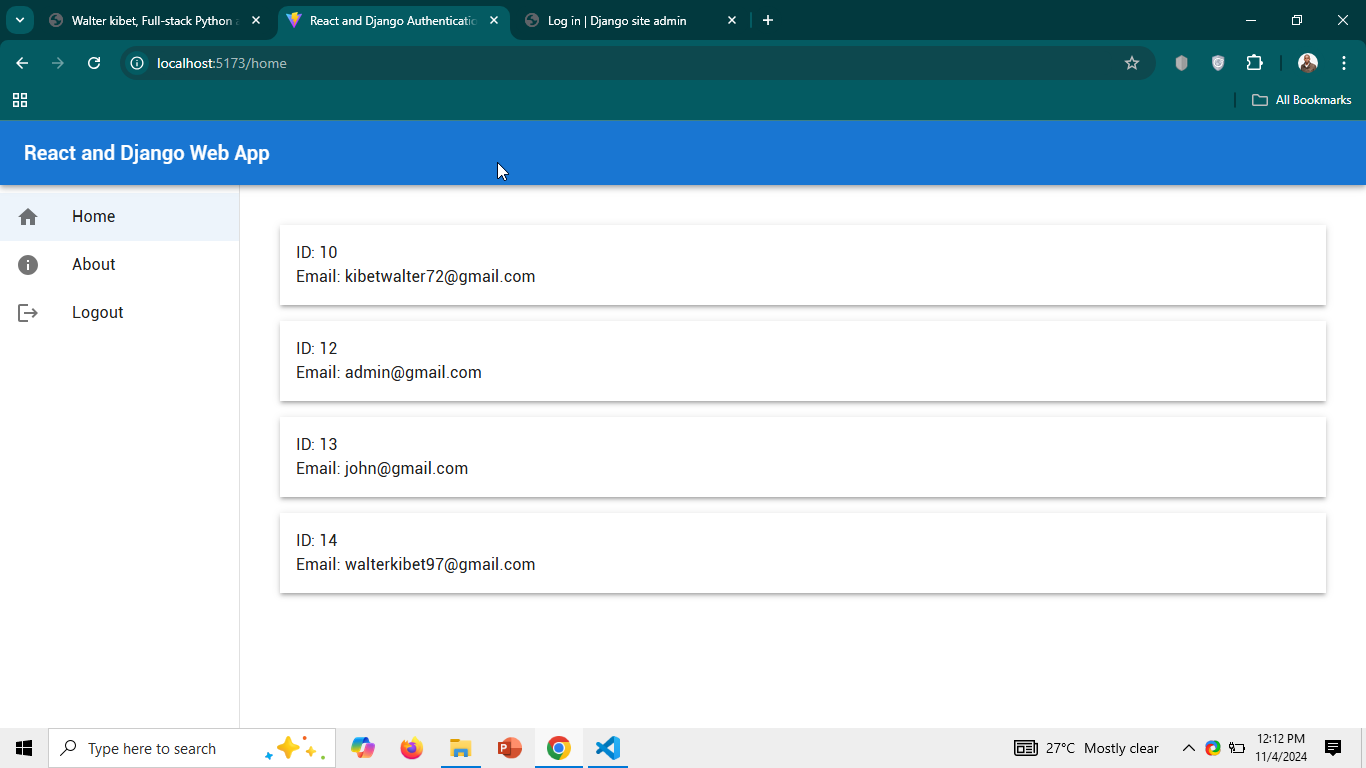 Walter kibet, Full-stack Python a
React and Django Authenticatio
Log in | Django site admin
localhost:5173/home
All Bookmarks
React and Django Web App
Home
About
Logout
ID: 10
Email: kibetwalter72@gmail.com
ID: 12
Email: admin@gmail.com
ID: 13
Email: john@gmail.com
ID: 14
Email: walterkibet97@gmail.com
Type here to search
27°C Mostly clear
12:12 PM
11/4/2024